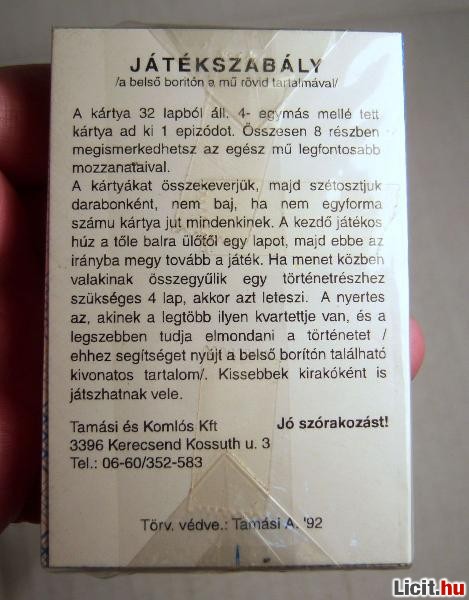 JÁTÉKSZABÁLY
/a belső boritón a mű rövid tartalmával/
A kártya 32 lapból áll. 4- egymás mellé tett
kártya ad ki 1 epizódot. Összesen 8 részben
megismerkedhetsz az egész mű legfontosabb
mozzanataival.
A kártyákat összekeverjük, majd szétosztjuk
darabonként, nem baj, ha nem egyforma
számu kártya jut mindenkinek. A kezdő játékos
húz a tőle balra ülőtől egy lapot, majd ebbe az
irányba megy tovább a játék. Ha menet közben
valakinak összegyűlik egy történetrészhez
szükséges 4 lap, akkor azt leteszi. A nyertes
az, akinek a legtöbb ilyen kvartettje van, és a
legszebben tudja elmondani a történetet /
ehhez segítséget nyújt a belső borítón található
kivonatos tartalom/. Kissebbek kirakóként is
játszhatnak vele.
Tamási és Komlós Kft Jó szórakozást!
3396 Kerecsend Kossuth u. 3
Tel.: 06-60/352-583
Törv. védve.: Tamási A. '92
Licit.hu